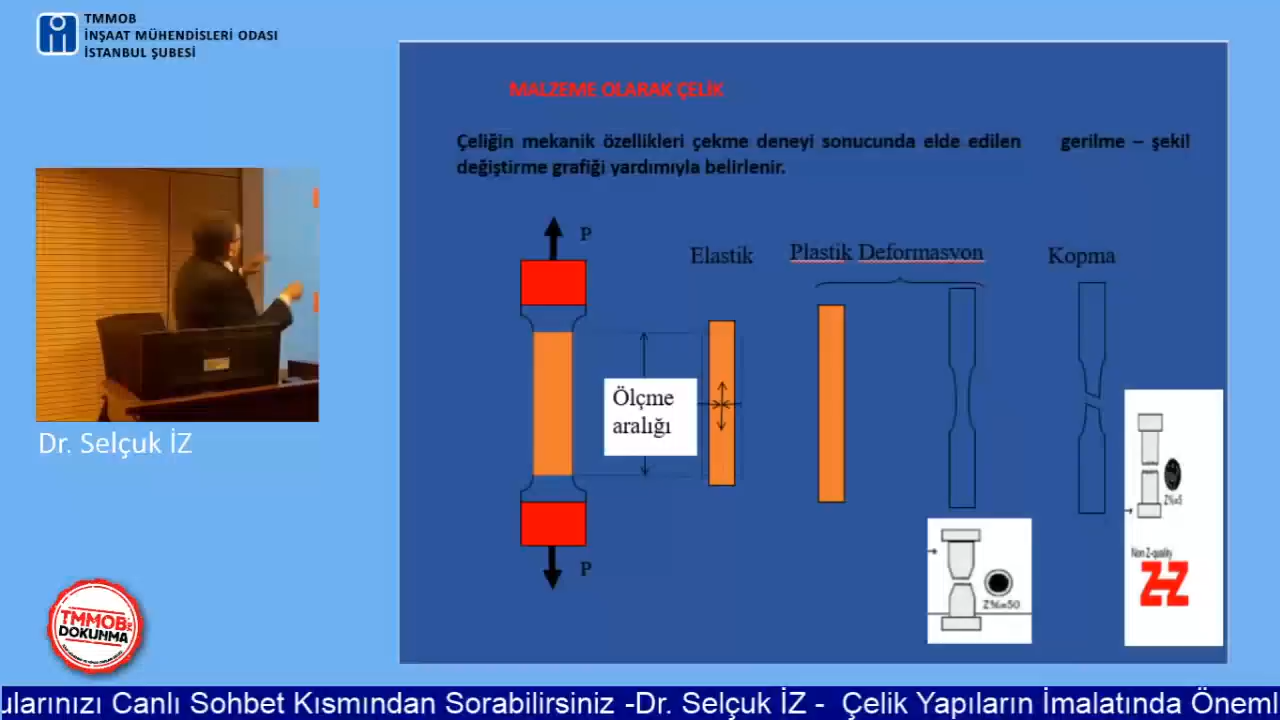 TMMOB
İNŞAAT MÜHENDİSLERİ ODASI
İSTANBUL ŞUBESİ
MALZEME OLARAK ÇELİK
Çeliğin mekanik özellikleri çekme deneyi sonucunda elde edilen gerilme – şekil
değiştirme grafiği yardımıyla belirlenir.
P
Elastik
Plastik Deformasyon
Kopma
Ölçme
aralığı
P
Z%=50
Z%=5
Non Z-quality
Z-Z
Dr. Selçuk İZ
TMMOB
DOKUNMA
ularınızı Canlı Sohbet Kısmından Sorabilirsiniz -Dr. Selçuk İZ - Çelik Yapıların İmalatında Öneml